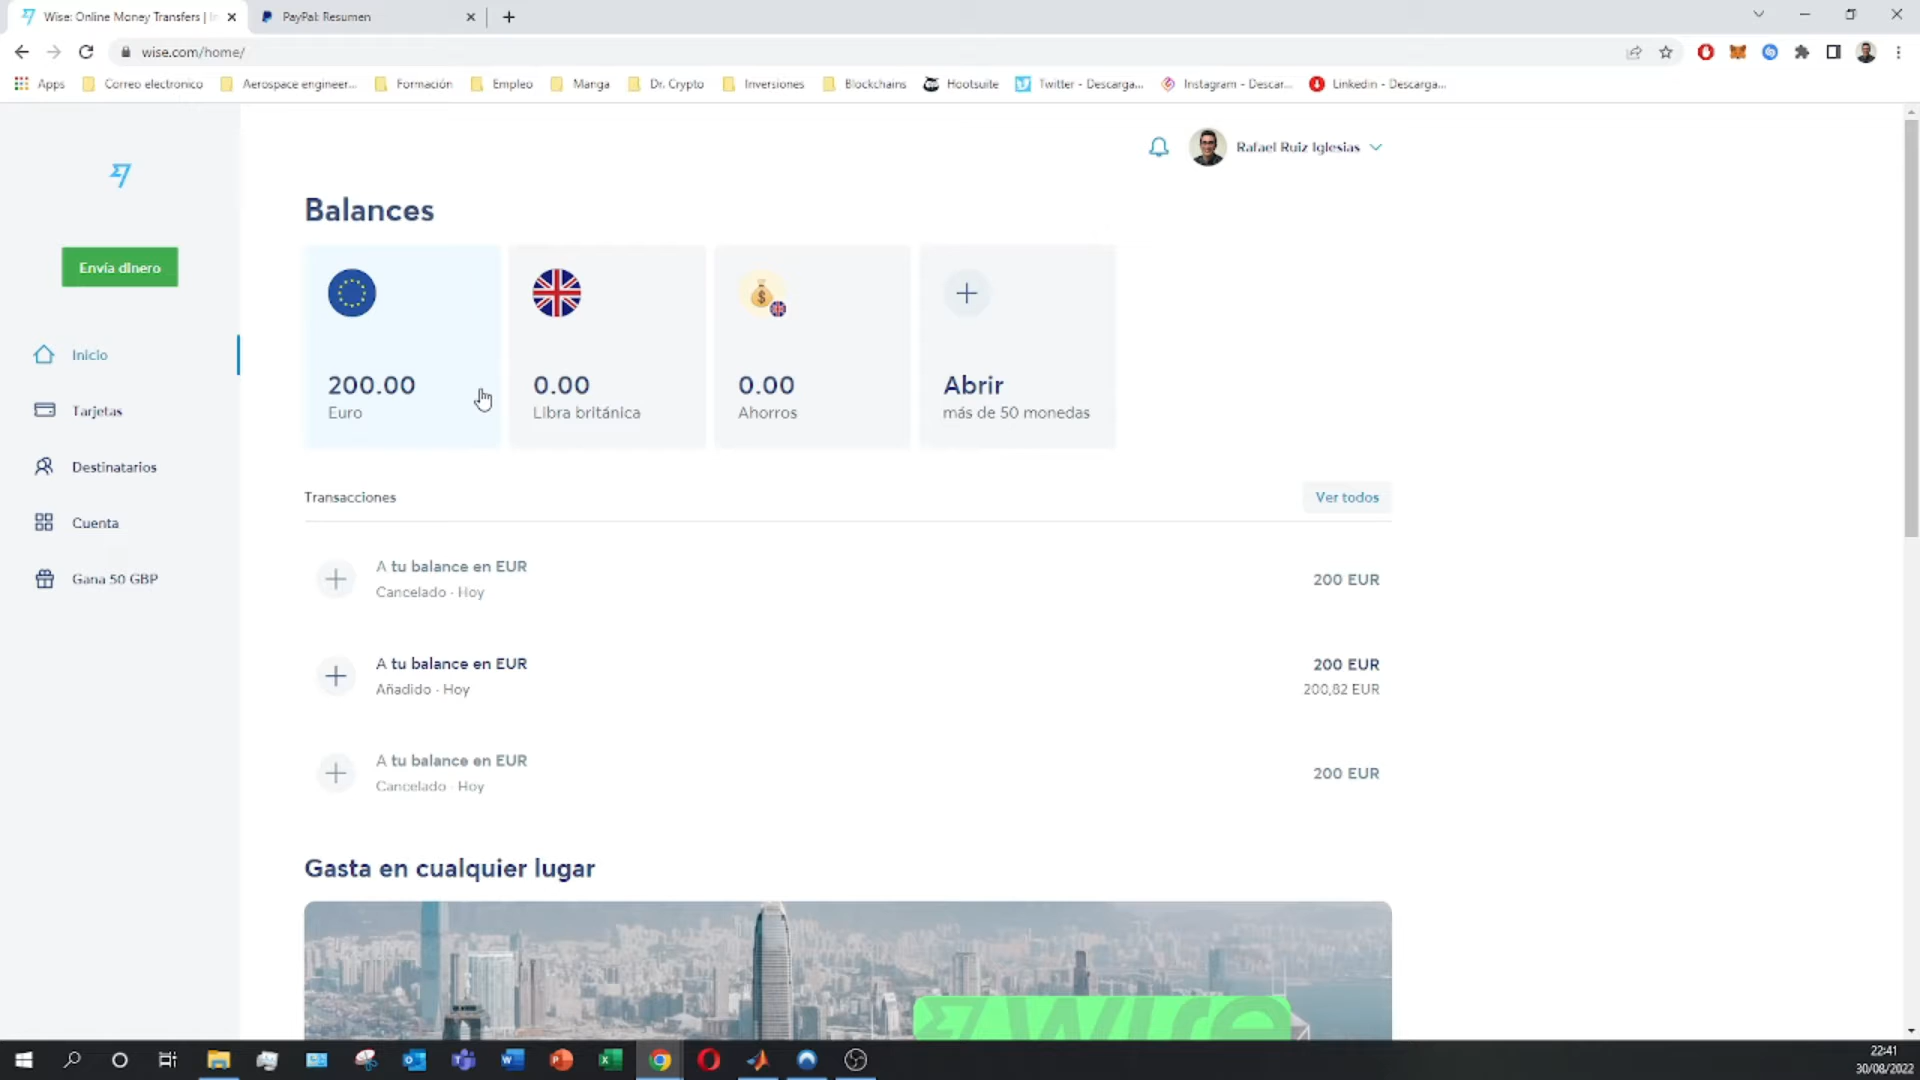 Wise: Online Money Transfers | In
PayPal: Resumen
wise.com/home/
Apps
Correo electronico
Aerospace engineer...
Formación
Empleo
Manga
Dr. Crypto
Inversiones
Blockchains
Hootsuite
Twitter - Descarga...
Instagram - Descar...
Linkedin - Descarga...
Rafael Ruiz Iglesias
Envía dinero
Inicio
Tarjetas
Destinatarios
Cuenta
Gana 50 GBP
Balances
200.00
Euro
0.00
Libra británica
0.00
Ahorros
Abrir
más de 50 monedas
Transacciones
Ver todos
A tu balance en EUR
Cancelado · Hoy
200 EUR
A tu balance en EUR
Añadido · Hoy
200 EUR
200,82 EUR
A tu balance en EUR
Cancelado · Hoy
200 EUR
Gasta en cualquier lugar
wise
22:41
30/08/2022